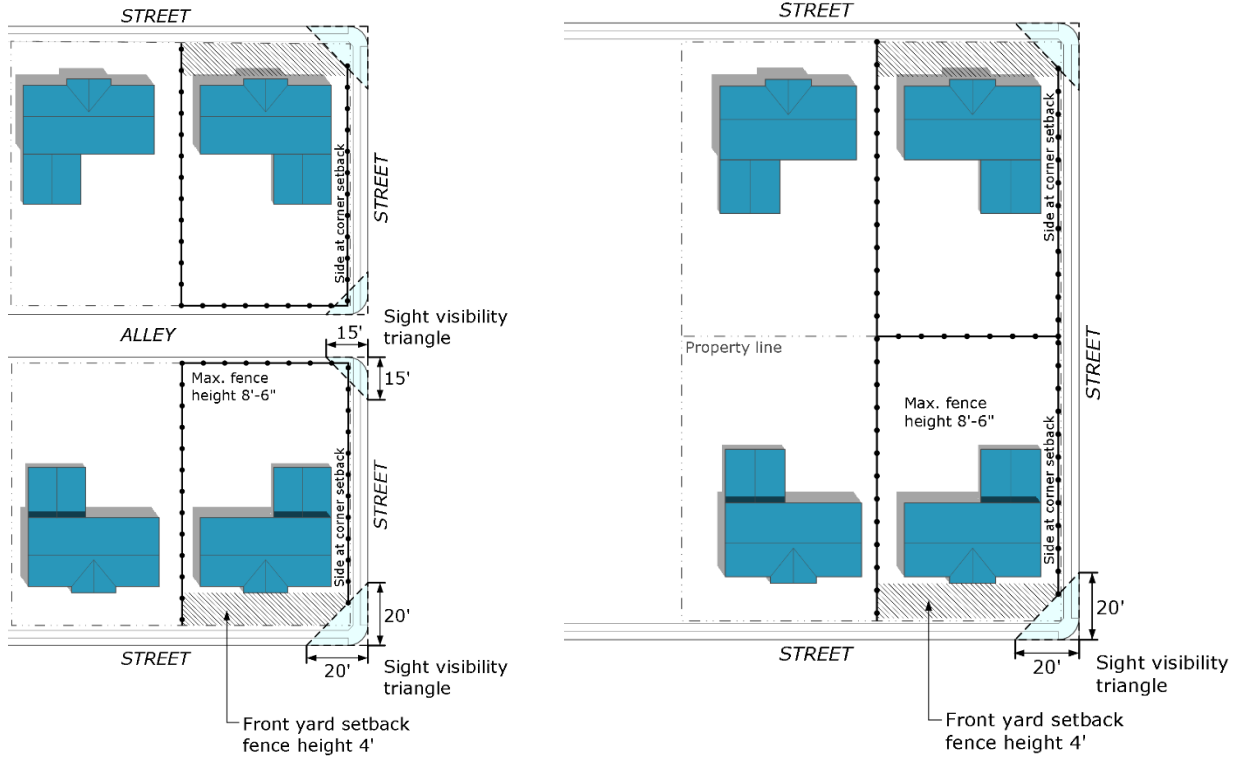 STREET
Side at corner setback
STREET
Sight visibility
triangle
ALLEY
15'
15'
Max. fence
height 8'-6"
Side at corner setback
STREET
20'
20'
STREET
Sight visibility
triangle
Front yard setback
fence height 4'
STREET
Side at corner setback
Property line
STREET
Max. fence
height 8'-6"
Side at corner setback
20'
20'
STREET
Sight visibility
triangle
Front yard setback
fence height 4'